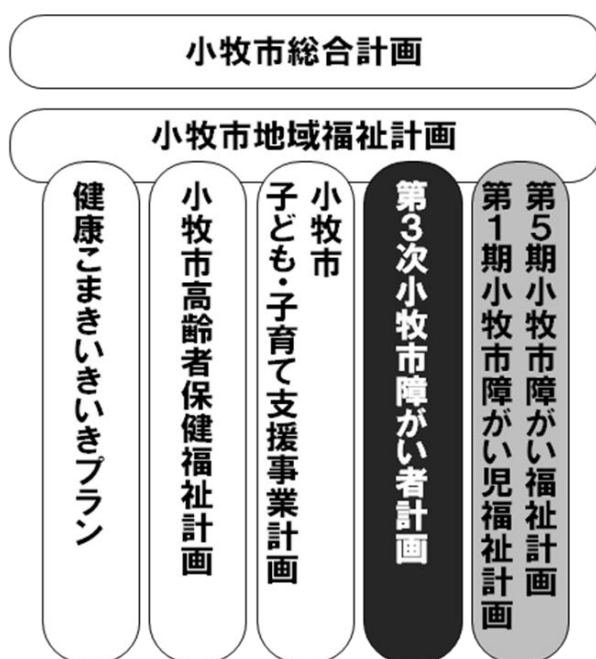 小牧市総合計画
小牧市地域福祉計画
健康こまきいきいきプラン
小牧市高齢者保健福祉計画
小牧市
子ども・子育て支援事業計画
第3次小牧市障がい者計画
第5期小牧市障がい福祉計画
第1期小牧市障がい児福祉計画